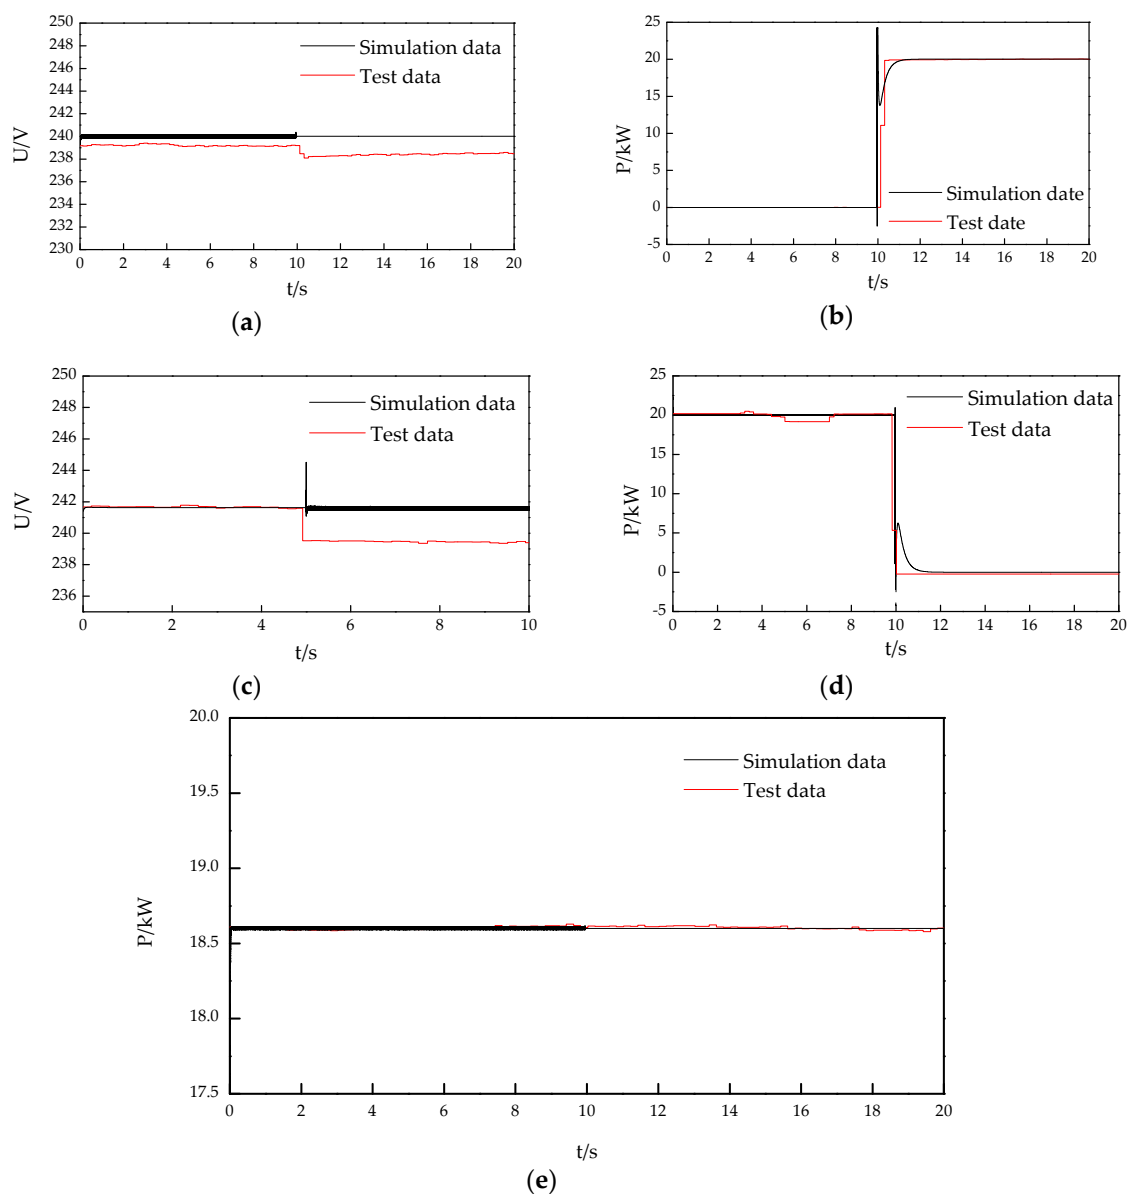 250
248
246
244
242
240
238
236
234
232
230
U/V
Simulation data
Test data
0 2 4 6 8 10 12 14 16 18 20
t/s
(a)
25
20
15
10
5
0
-5
P/kW
Simulation date
Test date
0 2 4 6 8 10 12 14 16 18 20
t/s
(b)
250
248
246
244
242
240
238
236
U/V
Simulation data
Test data
0 2 4 6 8 10
t/s
(c)
25
20
15
10
5
0
-5
P/kW
Simulation data
Test data
0 2 4 6 8 10 12 14 16 18 20
t/s
(d)
20.0
19.5
19.0
18.5
18.0
17.5
P/kW
Simulation data
Test data
0 2 4 6 8 10 12 14 16 18 20
t/s
(e)